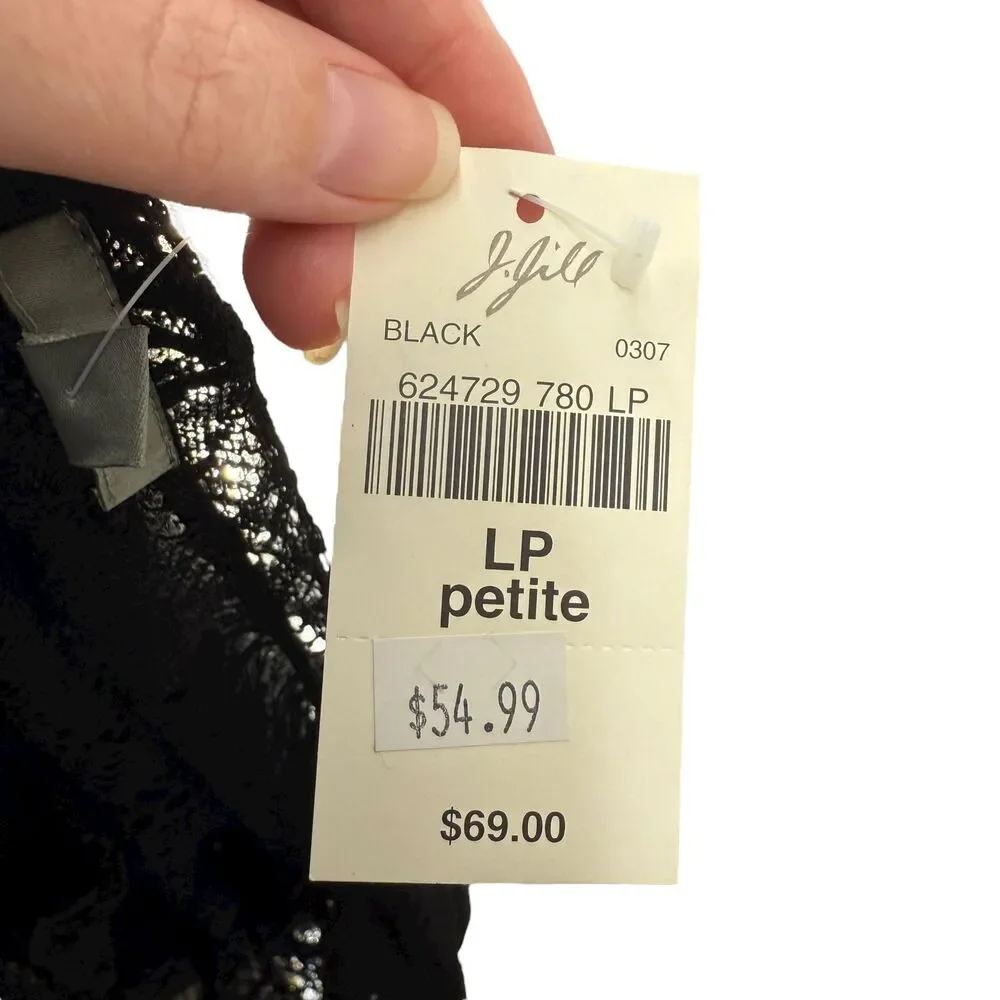 J.Jill
BLACK 0307
624729 780 LP
LP
petite
$54.99
$69.00